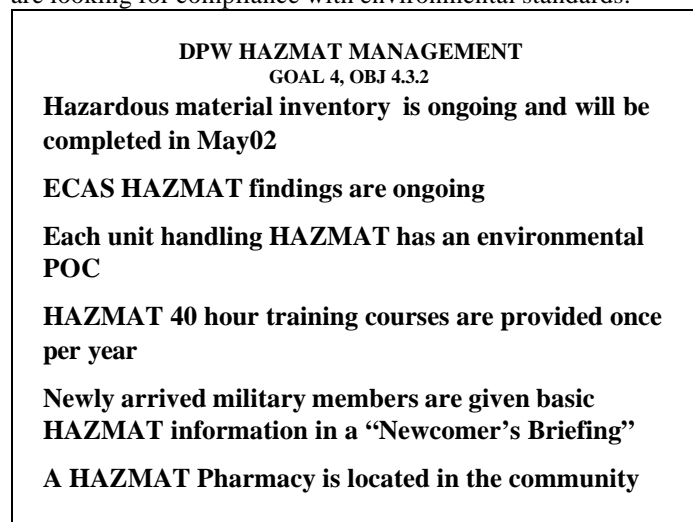 are looking for compliance with environmental standards.
DPW HAZMAT MANAGEMENT
GOAL 4, OBJ 4.3.2
Hazardous material inventory is ongoing and will be
completed in May02
ECAS HAZMAT findings are ongoing
Each unit handling HAZMAT has an environmental
POC
HAZMAT 40 hour training courses are provided once
per year
Newly arrived military members are given basic
HAZMAT information in a “Newcomer’s Briefing”
A HAZMAT Pharmacy is located in the community